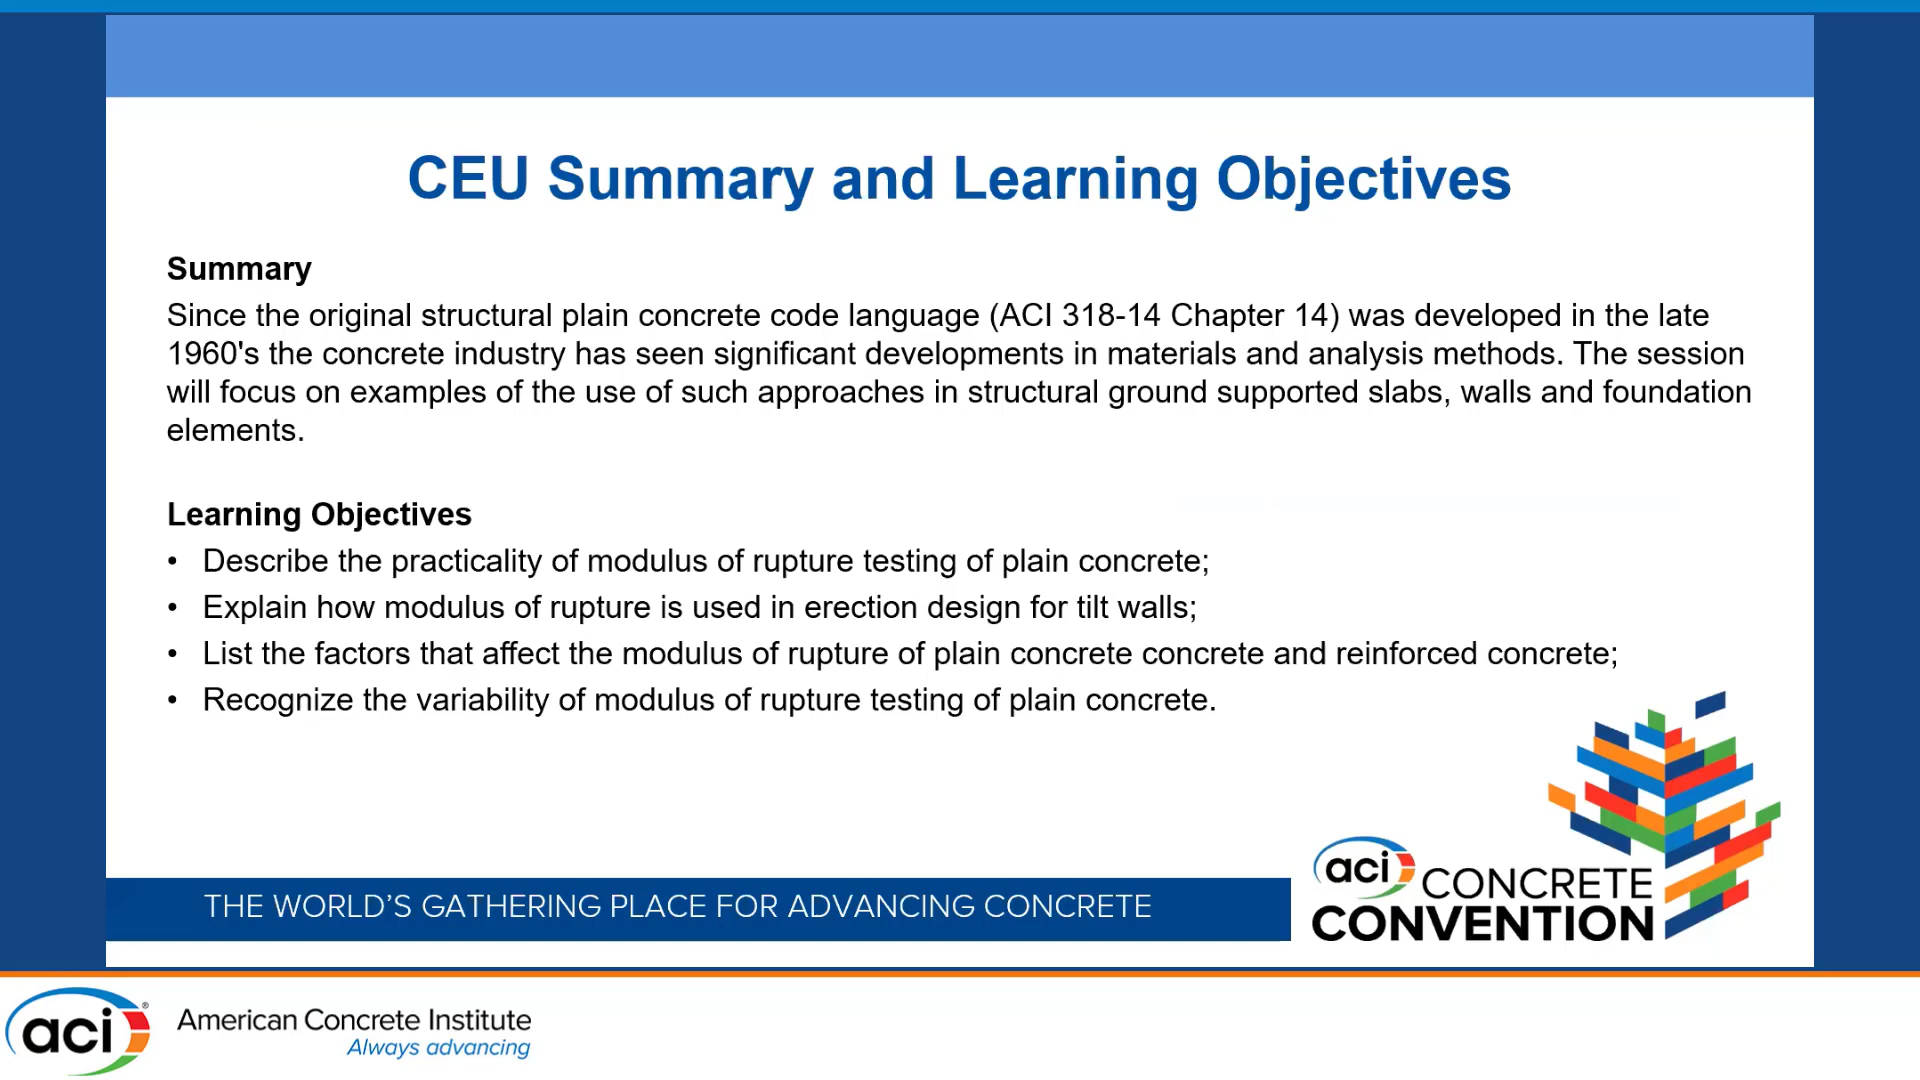 CEU Summary and Learning Objectives
Summary
Since the original structural plain concrete code language (ACI 318-14 Chapter 14) was developed in the late
1960's the concrete industry has seen significant developments in materials and analysis methods. The session
will focus on examples of the use of such approaches in structural ground supported slabs, walls and foundation
elements.
Learning Objectives
• Describe the practicality of modulus of rupture testing of plain concrete;
• Explain how modulus of rupture is used in erection design for tilt walls;
• List the factors that affect the modulus of rupture of plain concrete concrete and reinforced concrete;
• Recognize the variability of modulus of rupture testing of plain concrete.
THE WORLD'S GATHERING PLACE FOR ADVANCING CONCRETE
aci CONCRETE
CONVENTION
aci®
American Concrete Institute
Always advancing